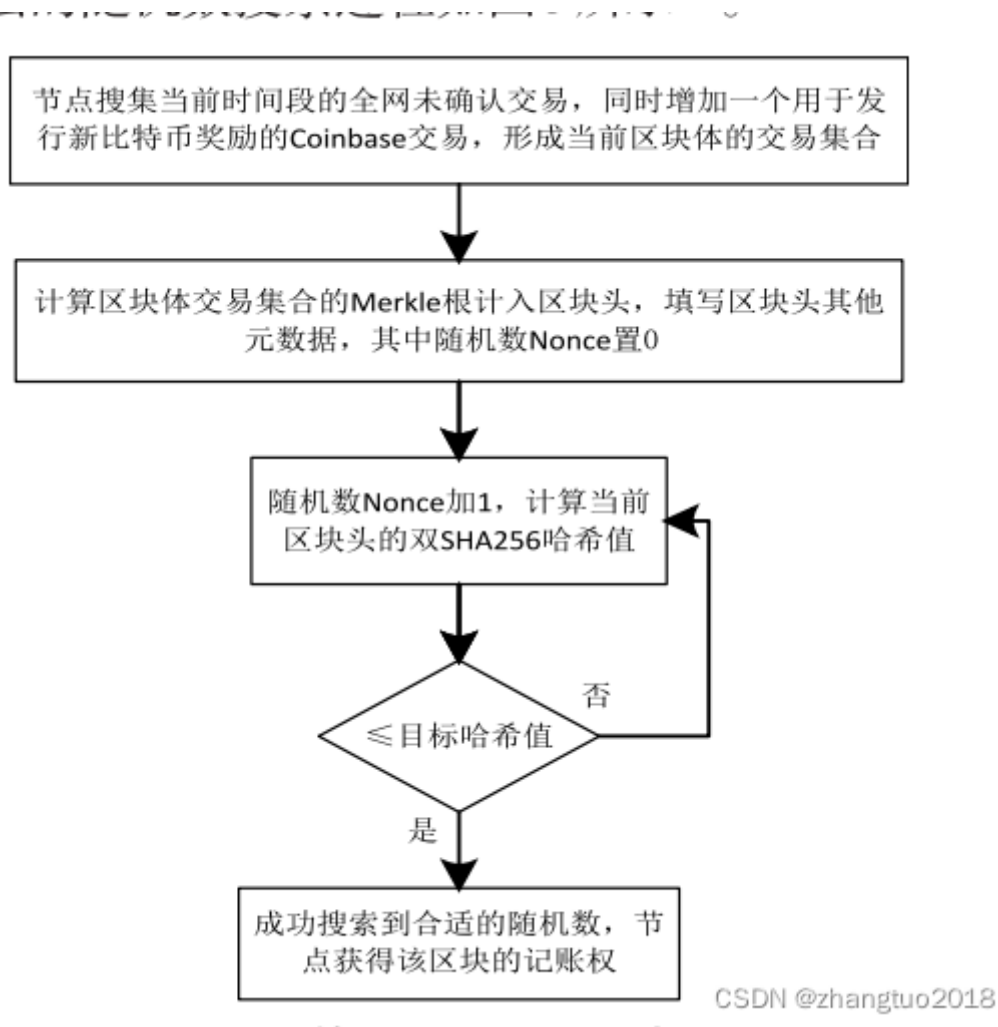 节点搜集当前时间段的全网未确认交易，同时增加一个用于发
行新比特币奖励的Coinbase交易，形成当前区块体的交易集合
计算区块体交易集合的Merkle根计入区块头，填写区块头其他
元数据，其中随机数Nonce置0
随机数Nonce加1，计算当前
区块头的双SHA256哈希值
≤目标哈希值
否
是
成功搜索到合适的随机数，节
点获得该区块的记账权
CSDN @zhangtuo2018